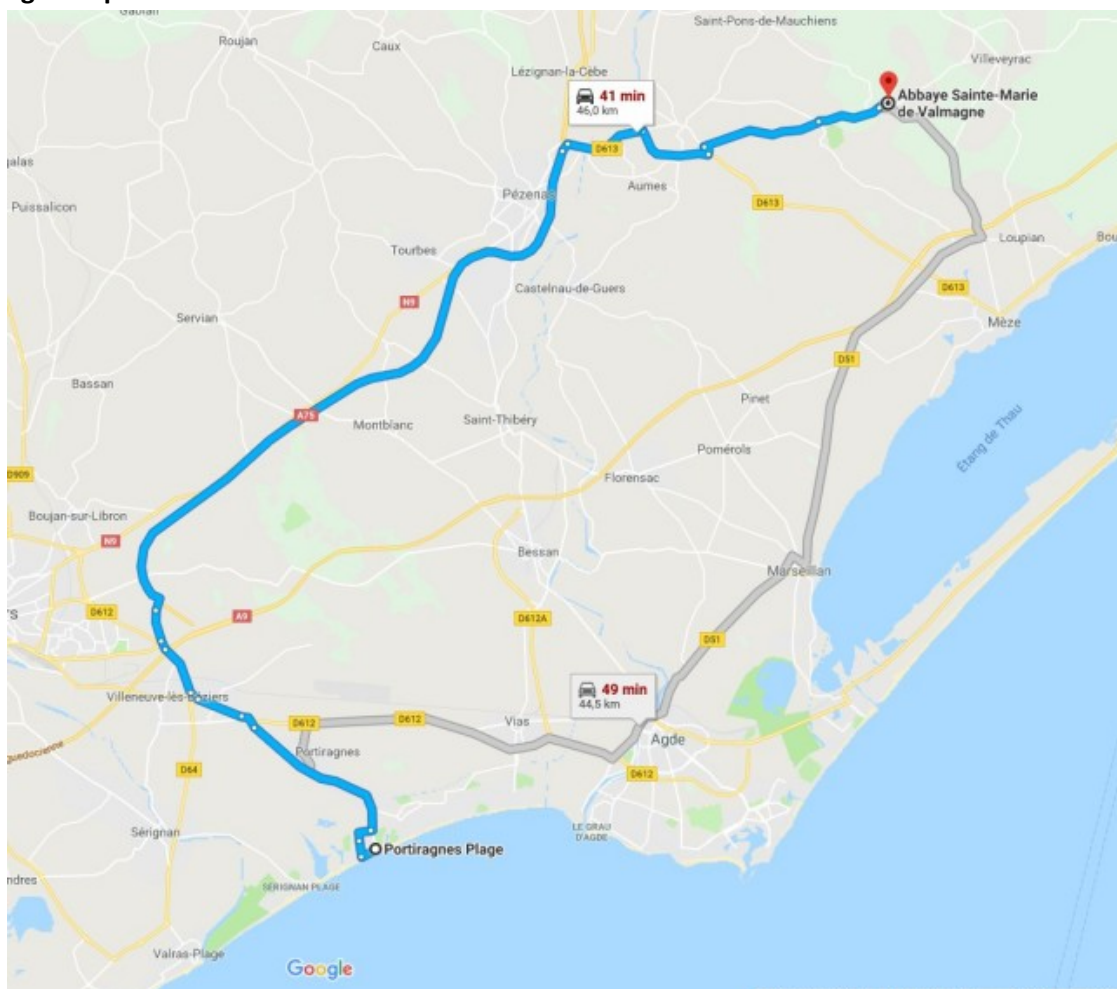 Roujan
Caux
Saint-Pons-de-Mauchiens
Villeveyrac
Lézignan-la-Cèbe
41 min
46,0 km
Abbaye Sainte-Marie
de Valmagne
D613
Pézenas
Aumes
Puissalicon
D613
Loupian
Tourbes
Castelnau-de-Guers
D613
N9
Servian
Mèze
D51
Bassan
Pinet
A75
Montblanc
Saint-Thibéry
Étang de Thau
Pomérols
D909
Florensac
Boujan-sur-Libron
N9
Bessan
Marseillan
D612
A9
D612A
D51
Villeneuve-lès-Béziers
49 min
44,5 km
D612
D612
Vias
Agde
Portiragnes
D64
D612
Sérignan
LE GRAU
D'AGDE
Portiragnes Plage
SÉRIGNAN PLAGE
Valras-Plage
Google